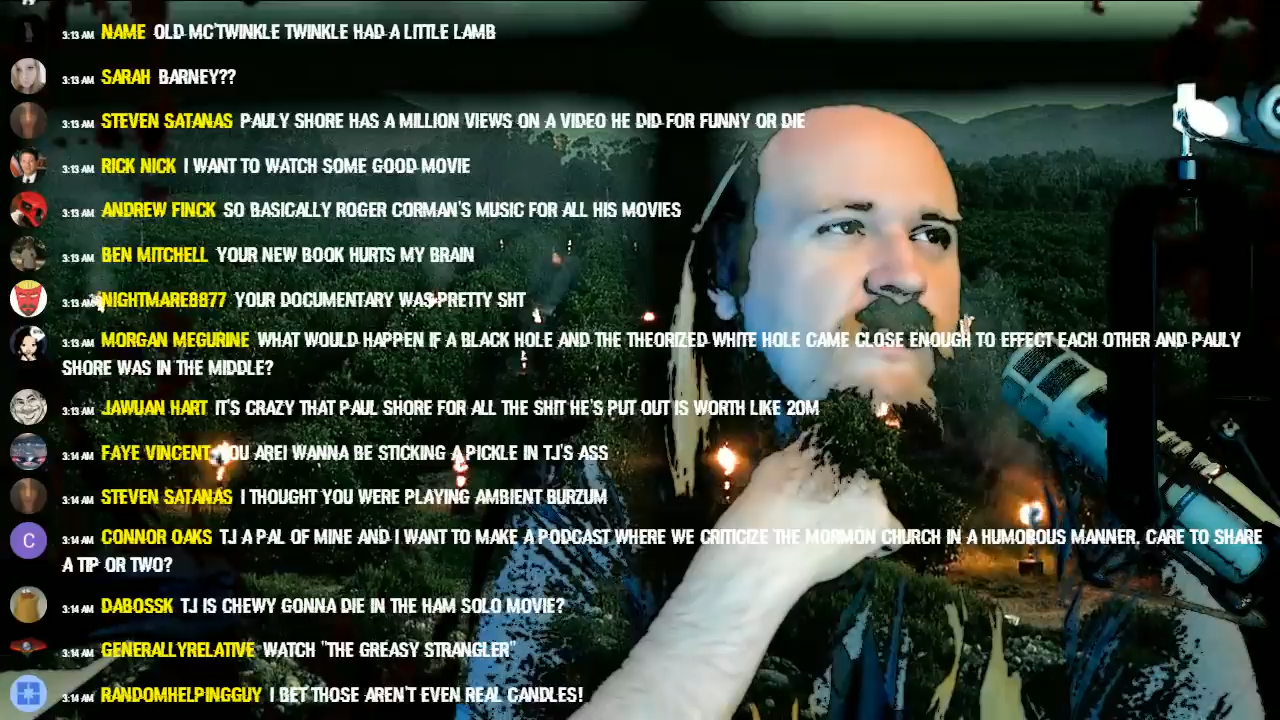 3:13 AM NAME OLD MC'TWINKLE TWINKLE HAD A LITTLE LAMB
3:13 AM SARAH BARNEY??
3:13 AM STEVEN SATANAS PAULY SHORE HAS A MILLION VIEWS ON A VIDEO HE DID FOR FUNNY OR DIE
3:13 AM RICK NICK I WANT TO WATCH SOME GOOD MOVIE
3:13 AM ANDREW FINCK SO BASICALLY ROGER CORMAN'S MUSIC FOR ALL HIS MOVIES
3:13 AM BEN MITCHELL YOUR NEW BOOK HURTS MY BRAIN
3:13 AM NIGHTMARE8877 YOUR DOCUMENTARY WAS PRETTY SHT
3:13 AM MORGAN MEGURINE WHAT WOULD HAPPEN IF A BLACK HOLE AND THE THEORIZED WHITE HOLE CAME CLOSE ENOUGH TO EFFECT EACH OTHER AND PAULY
SHORE WAS IN THE MIDDLE?
3:13 AM JAWUAN HART IT'S CRAZY THAT PAUL SHORE FOR ALL THE SHIT HE'S PUT OUT IS WORTH LIKE 20M
3:14 AM FAYE VINCENT YOU AREI WANNA BE STICKING A PICKLE IN TJ'S ASS
3:14 AM STEVEN SATANAS I THOUGHT YOU WERE PLAYING AMBIENT BURZUM
C
3:14 AM CONNOR OAKS TJ A PAL OF MINE AND I WANT TO MAKE A PODCAST WHERE WE CRITICIZE THE MORMON CHURCH IN A HUMOROUS MANNER. CARE TO SHARE
A TIP OR TWO?
3:14 AM DABOSSK TJ IS CHEWY GONNA DIE IN THE HAM SOLO MOVIE?
3:14 AM GENERALLYRELATIVE WATCH "THE GREASY STRANGLER"
3:14 AM RANDOMHELPINGGUY I BET THOSE AREN'T EVEN REAL CANDLES!